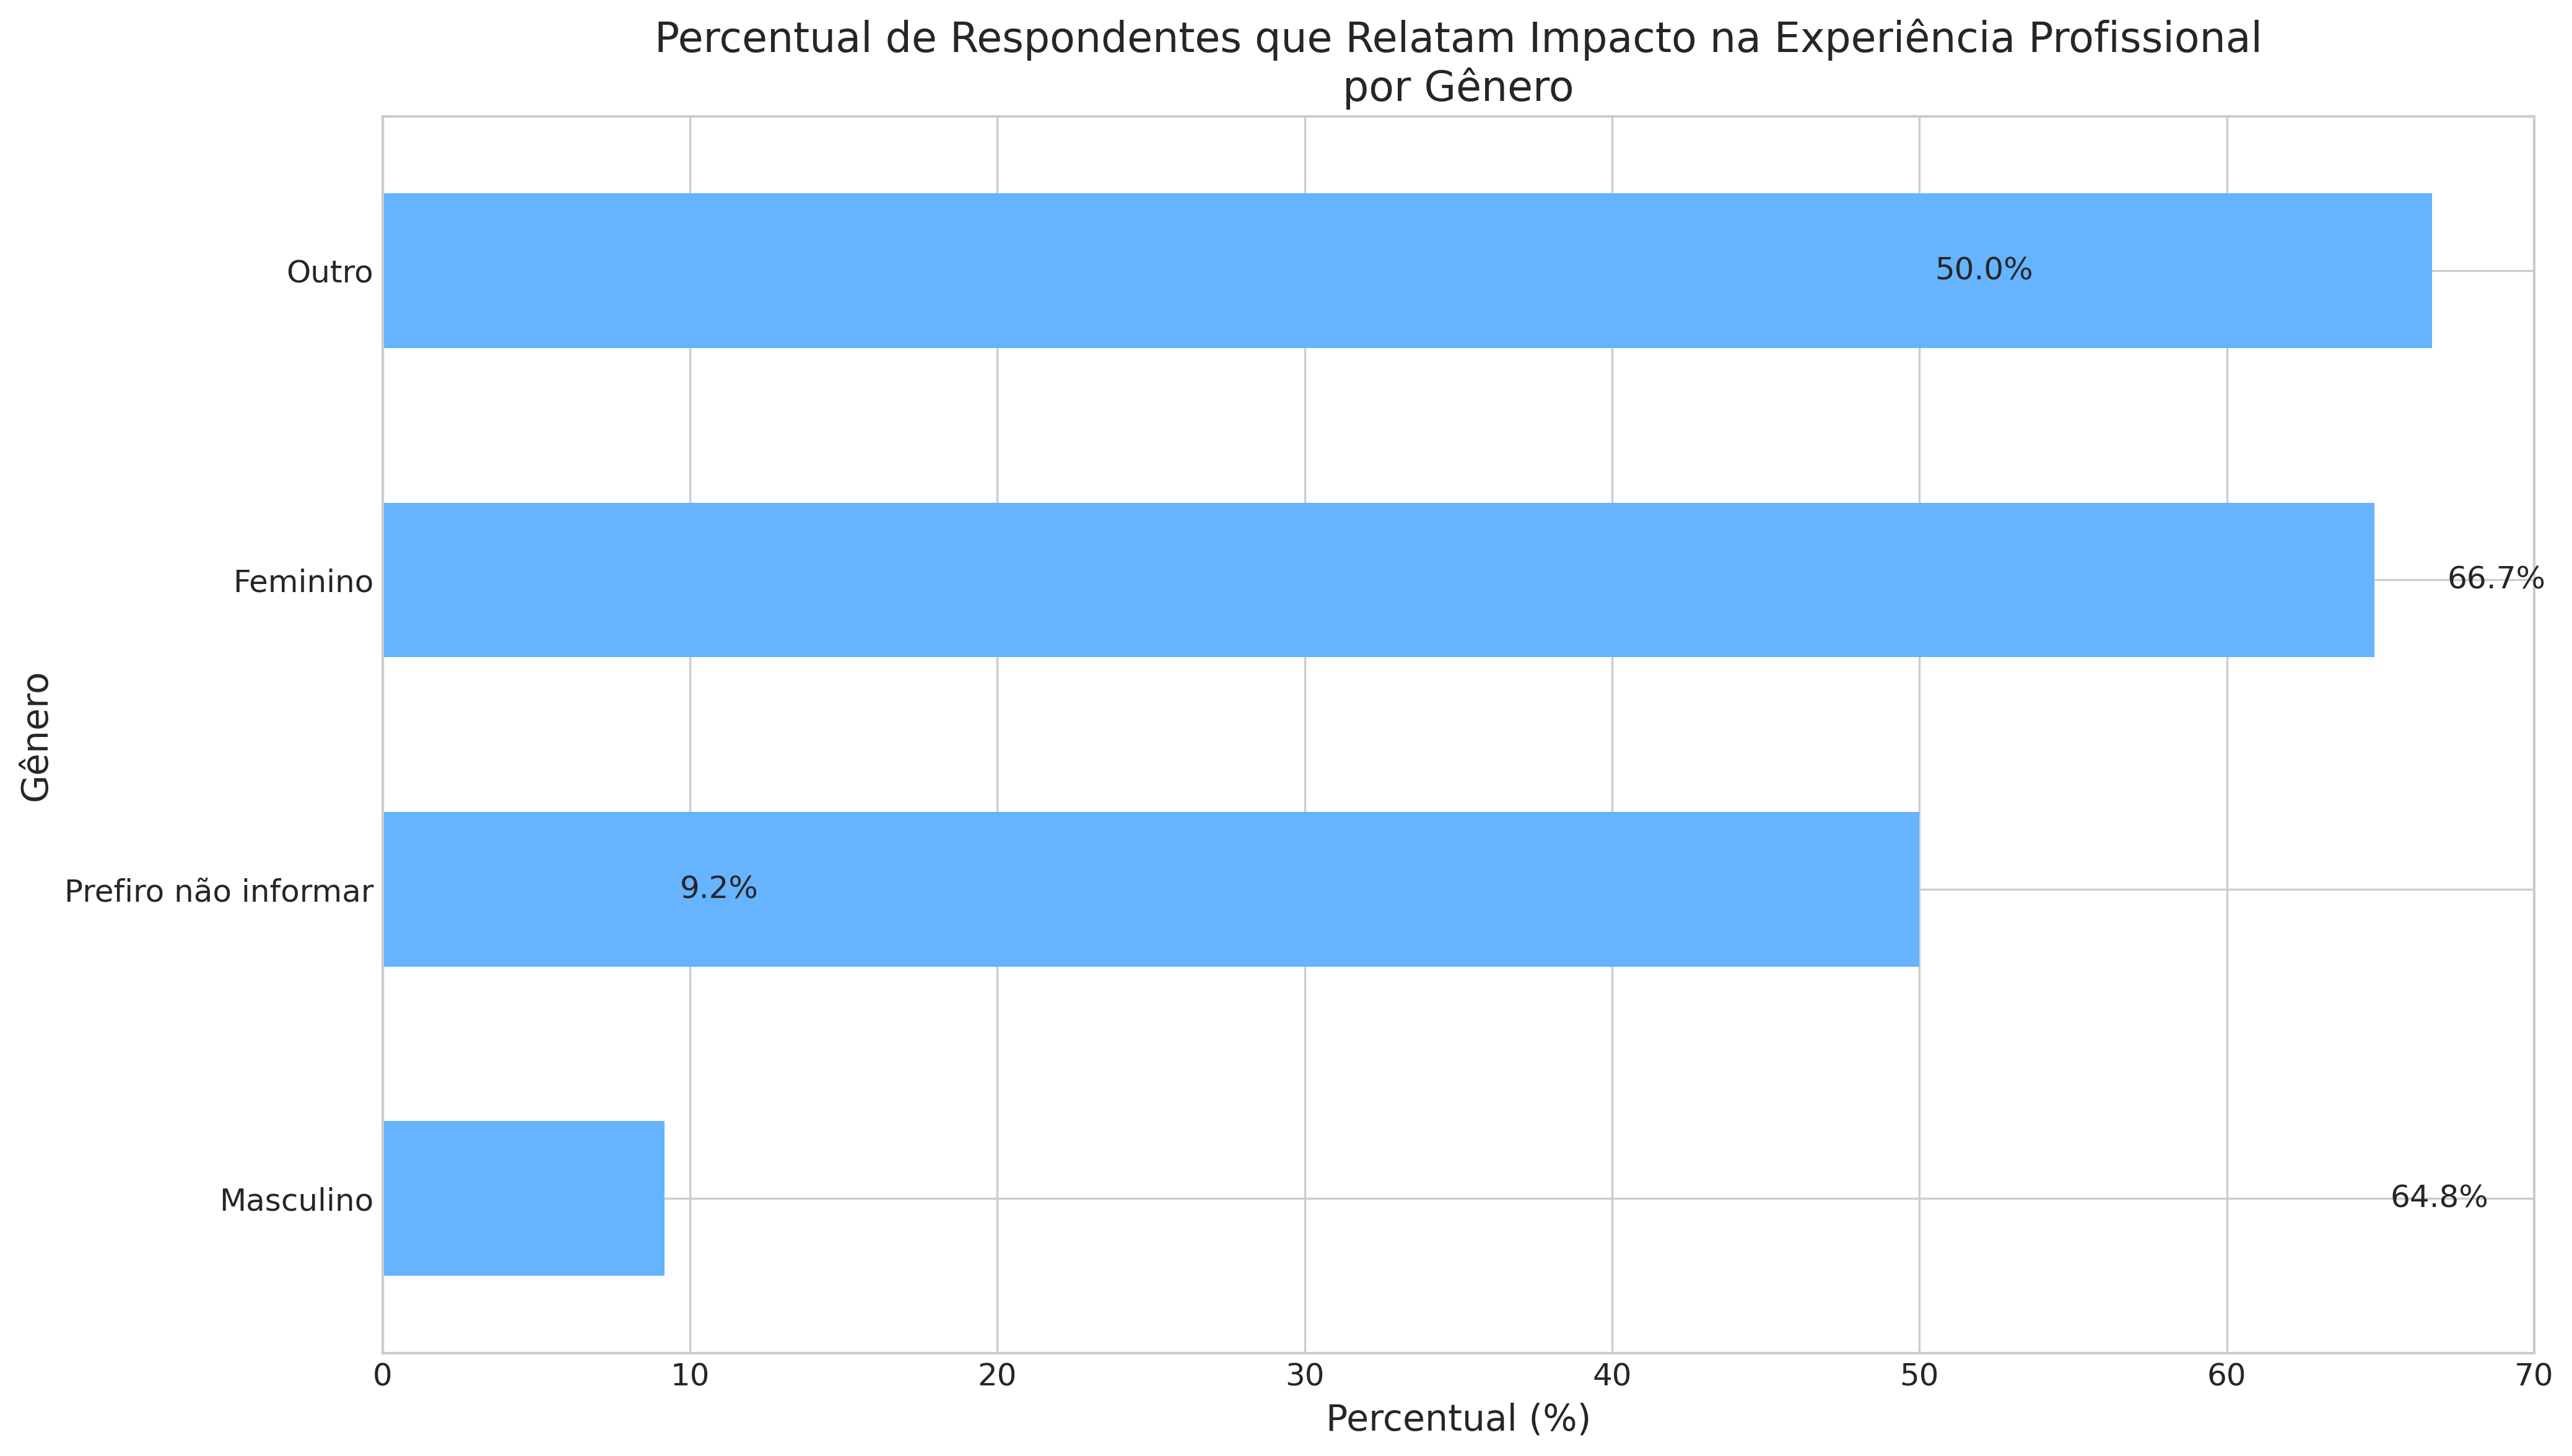 Percentual de Respondentes que Relatam Impacto na Experiência Profissional
por Gênero
Gênero
Outro
50.0%
Feminino
66.7%
Prefiro não informar
9.2%
Masculino
64.8%
0 10 20 30 40 50 60 70
Percentual (%)